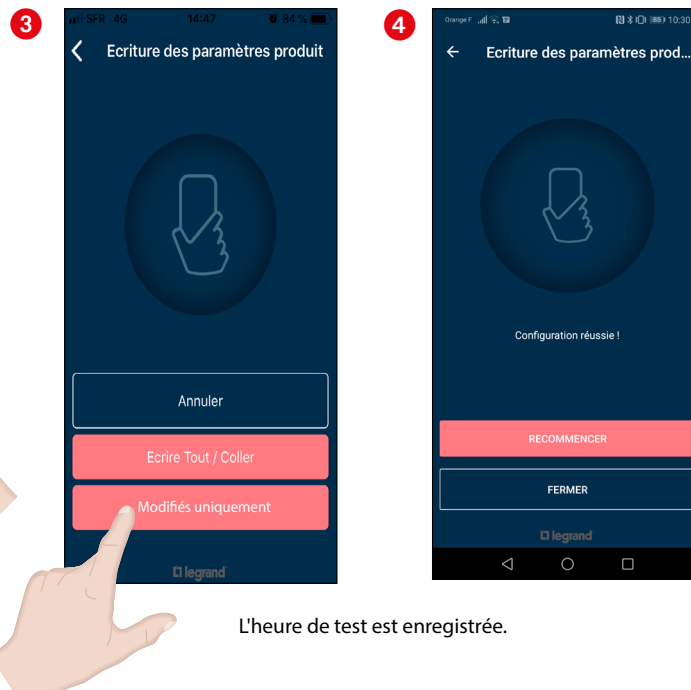 3
SFR 4G 14:47 84 %
Ecriture des paramètres produit
Annuler
Ecrire Tout / Coller
Modifiés uniquement
legrand
4
Orange F 85 10:30
Ecriture des paramètres prod...
Configuration réussie !
RECOMMENCER
FERMER
legrand
L'heure de test est enregistrée.